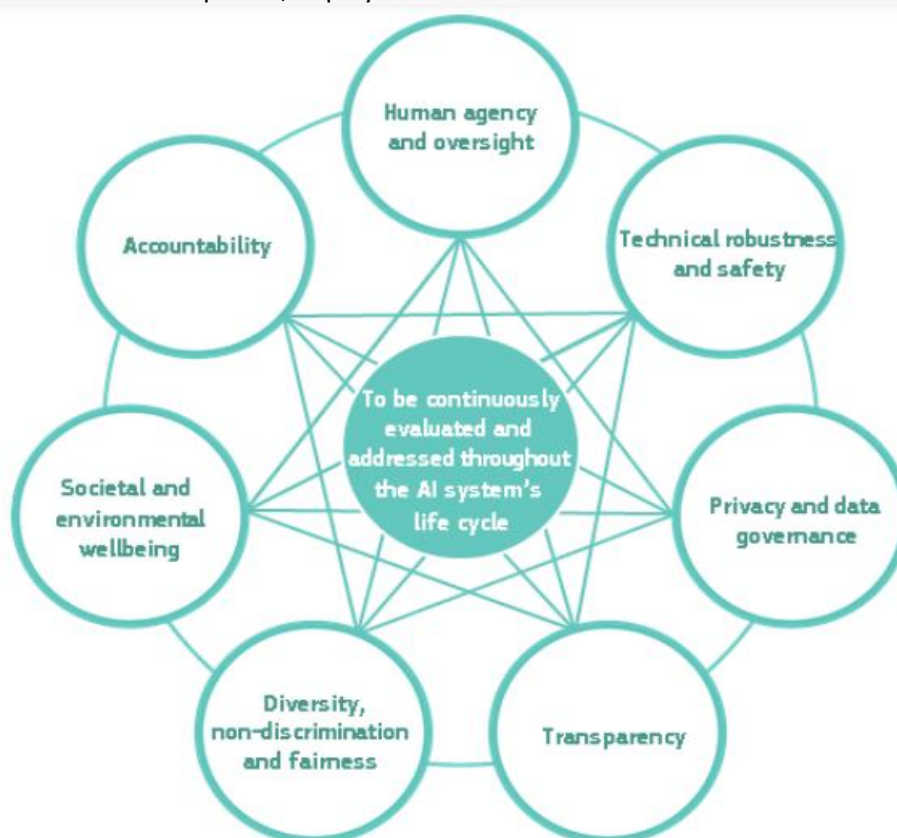 Human agency
and oversight
Technical robustness
and safety
Privacy and data
governance
Transparency
Diversity,
non-discrimination
and fairness
Societal and
environmental
wellbeing
Accountability
To be continuously
evaluated and
addressed throughout
the AI system's
life cycle